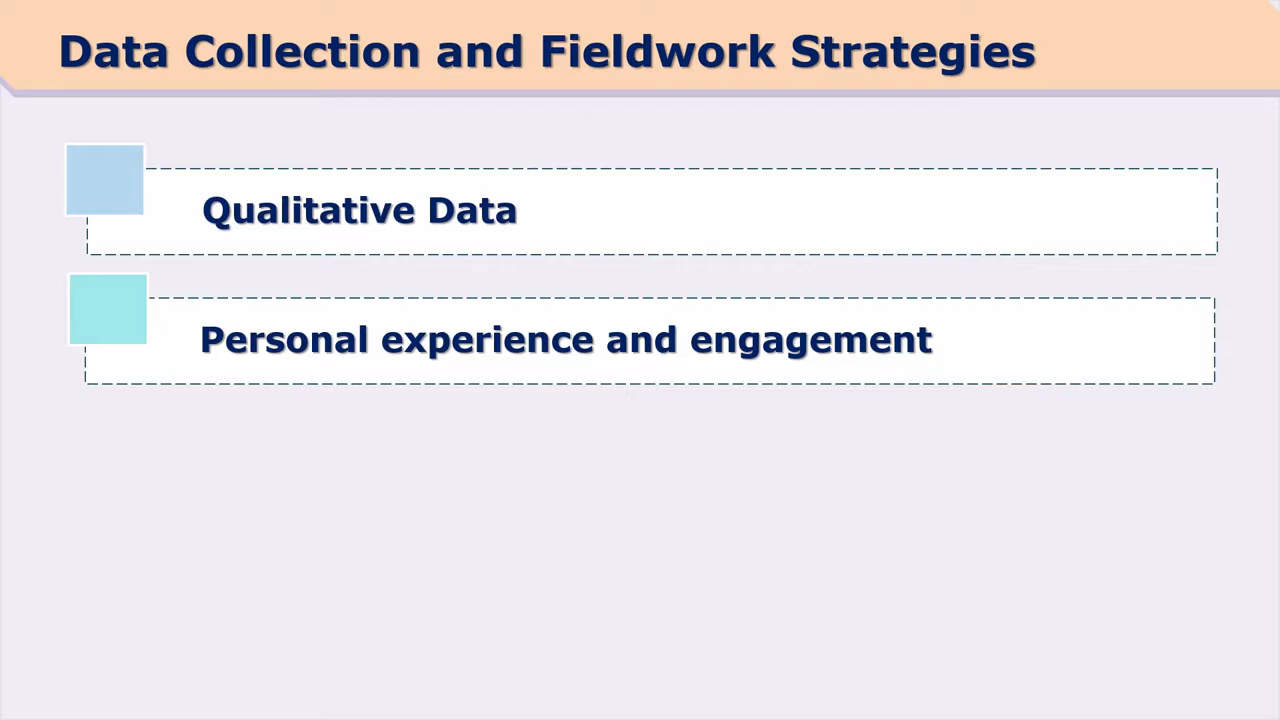 Data Collection and Fieldwork Strategies
Qualitative Data
Personal experience and engagement